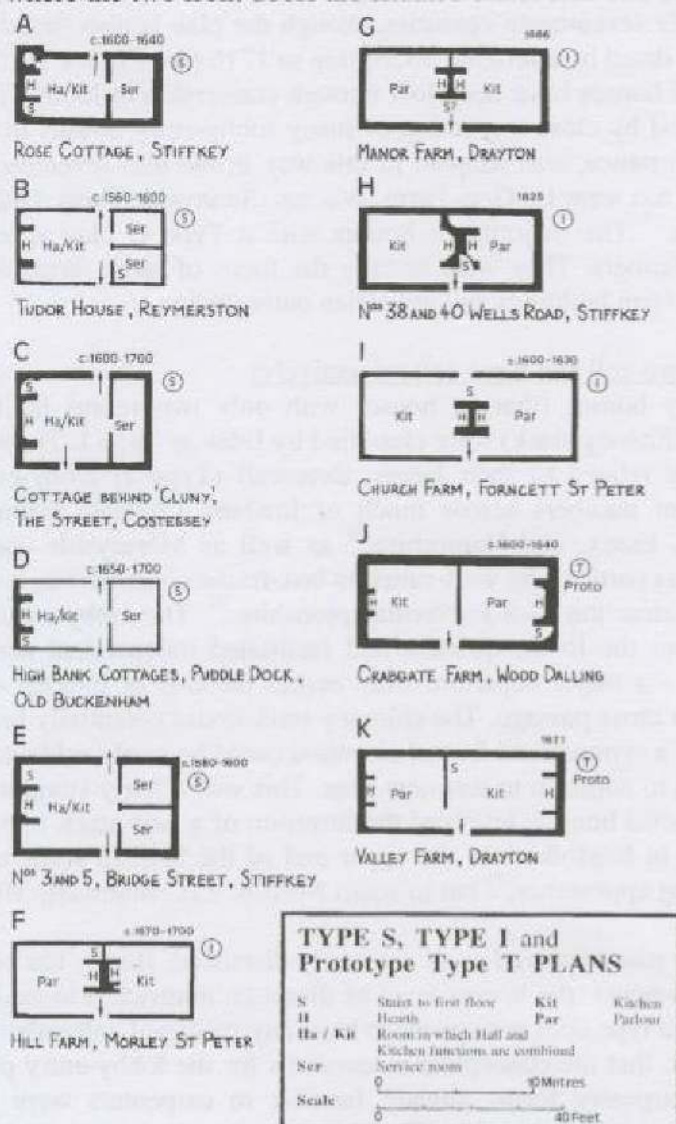 A
c.1600-1640
S
H Ha/Kit Ser
S
ROSE COTTAGE, STIFFKEY
B
c.1560-1600
S
Ser
H Ha/Kit
Ser
S
TUDOR HOUSE, REYMERSTON
C
c.1600-1700
S
S
H Ha/Kit Ser
COTTAGE BEHIND 'CLUNY,
THE STREET, COSTESSEY
D
c.1650-1700
S
S
H Ha/Kit Ser
HIGH BANK COTTAGES, PUDDLE DOCK,
OLD BUCKENHAM
E
S
S
Ser
H Ha/Kit
Ser
Nos 3 AND 5, BRIDGE STREET, STIFFKEY
F
c.1670-1700
I
S
Par H H Kit
HILL FARM, MORLEY ST PETER
G
I
Par H H Kit
S?
MANOR FARM, DRAYTON
H
1625
I
Kit H H Par
S?
Nos 38 AND 40 WELLS ROAD, STIFFKEY
I
c.1600-1630
I
S
Kit H H Par
CHURCH FARM, FORNCETT ST PETER
J
c.1600-1640
T
Proto
H Kit Par H
S
CRABGATE FARM, WOOD DALLING
K
1671
T
Proto
S
H Par Kit H
VALLEY FARM, DRAYTON
TYPE S, TYPE I and
Prototype Type T PLANS
S Stairs to first floor Kit Kitchen
H Hearth Par Parlour
Ha / Kit Room in which Hall and
Kitchen functions are combined
Ser Service room
0 10 Metres
Scale
0 40 Feet